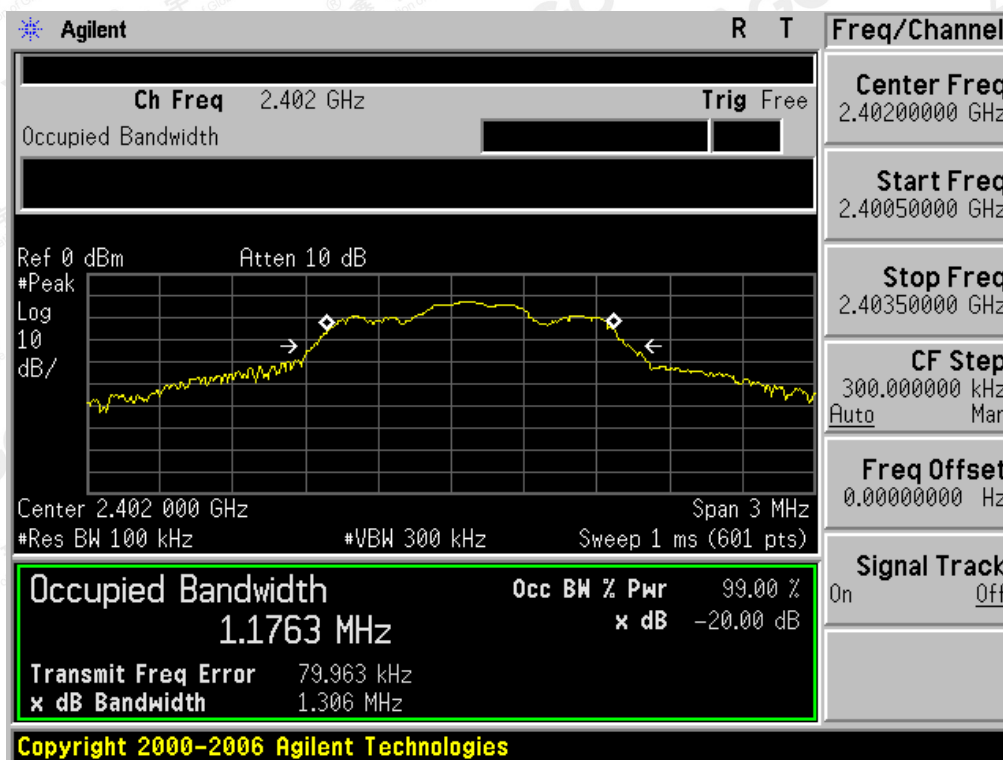 Agilent R T Freq/Channel
Ch Freq 2.402 GHz Trig Free
Occupied Bandwidth
Center Freq
2.40200000 GHz
Start Freq
2.40050000 GHz
Stop Freq
2.40350000 GHz
CF Step
300.000000 kHz
Auto Man
Freq Offset
0.00000000 Hz
Signal Track
On Off
Ref 0 dBm Atten 10 dB
#Peak
Log
10
dB/
Center 2.402 000 GHz Span 3 MHz
#Res BW 100 kHz #VBW 300 kHz Sweep 1 ms (601 pts)
Occupied Bandwidth Occ BW % Pwr 99.00 %
1.1763 MHz x dB -20.00 dB
Transmit Freq Error 79.963 kHz
x dB Bandwidth 1.306 MHz
Copyright 2000-2006 Agilent Technologies